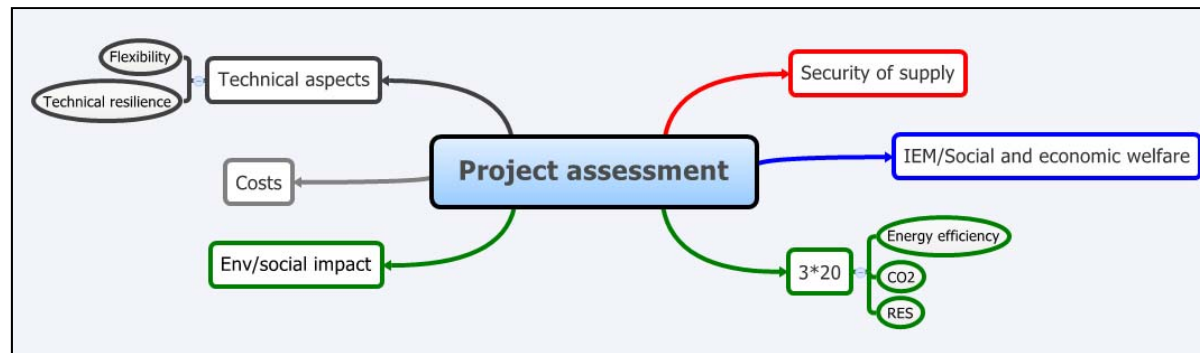 Flexibility
Technical resilience
Technical aspects
Security of supply
Project assessment
IEM/Social and economic welfare
Costs
Env/social impact
3*20
Energy efficiency
CO2
RES